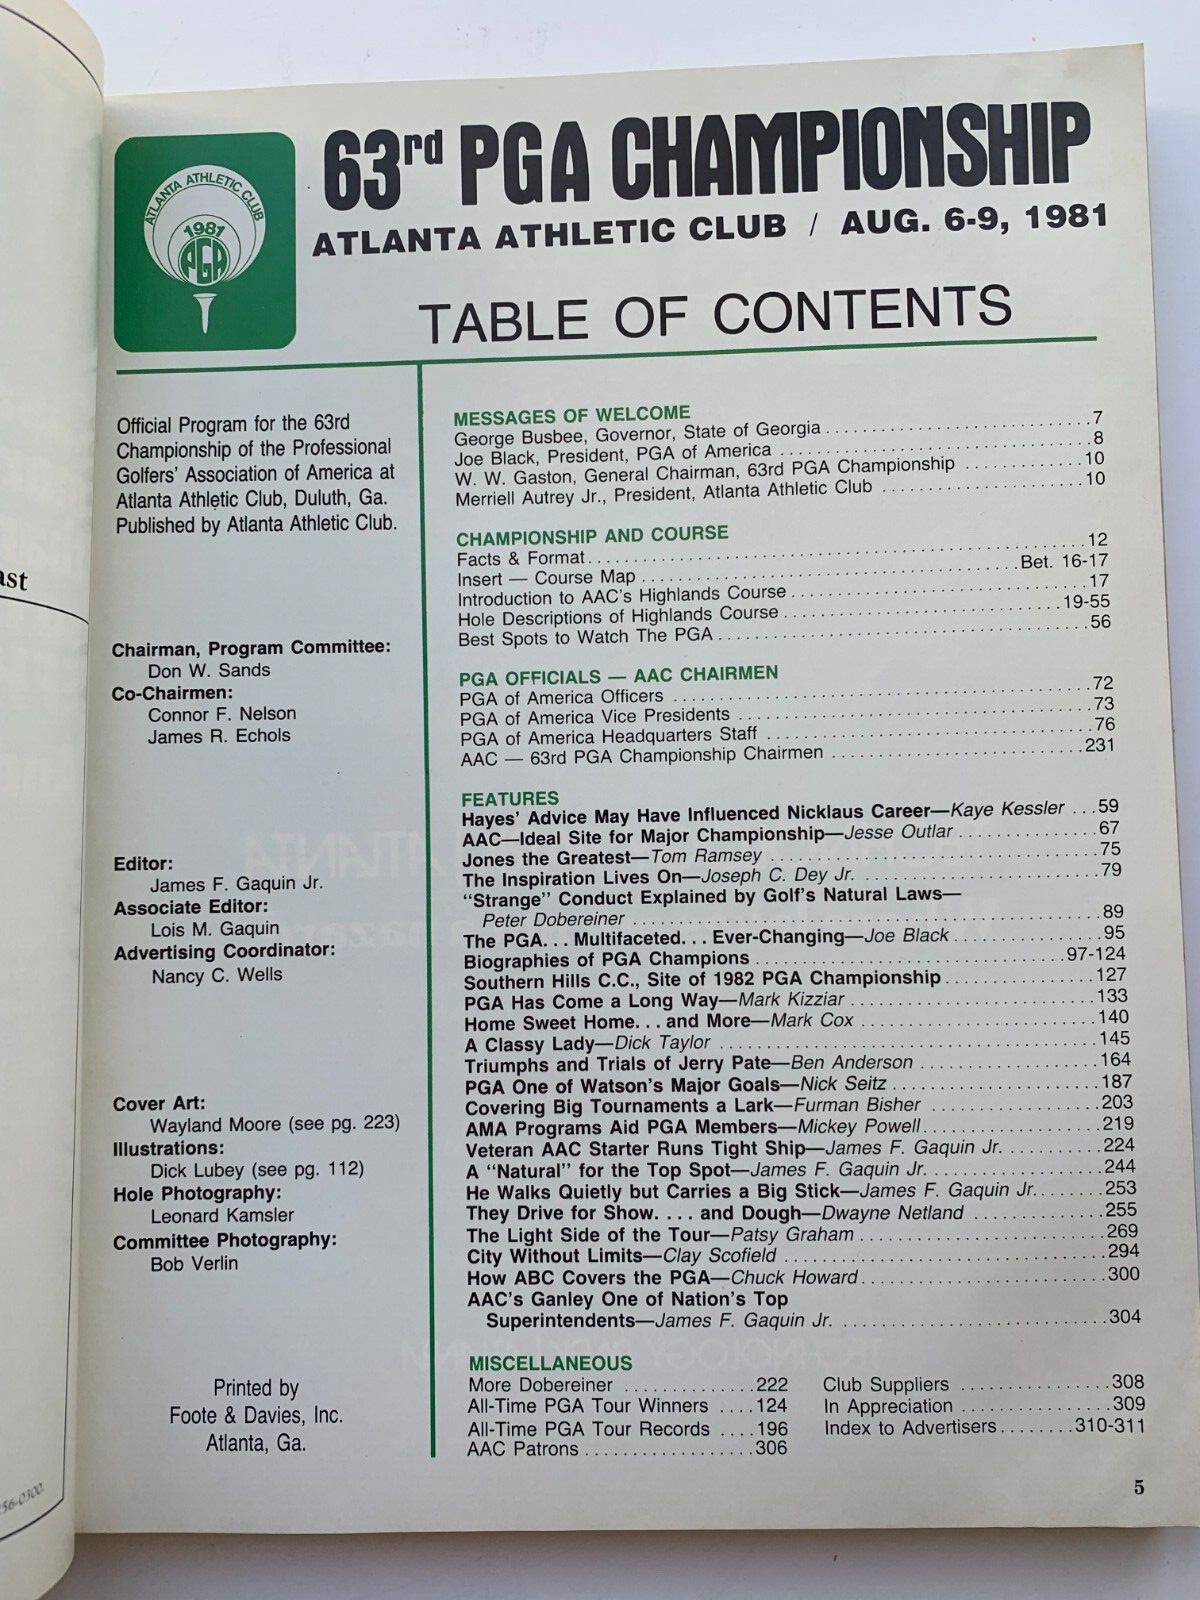 ATLANTA ATHLETIC CLUB
1981
PGA
63rd PGA CHAMPIONSHIP
ATLANTA ATHLETIC CLUB / AUG. 6-9, 1981
TABLE OF CONTENTS
Official Program for the 63rd
Championship of the Professional
Golfers' Association of America at
Atlanta Athletic Club, Duluth, Ga.
Published by Atlanta Athletic Club.
Chairman, Program Committee:
Don W. Sands
Co-Chairmen:
Connor F. Nelson
James R. Echols
Editor:
James F. Gaquin Jr.
Associate Editor:
Lois M. Gaquin
Advertising Coordinator:
Nancy C. Wells
Cover Art:
Wayland Moore (see pg. 223)
Illustrations:
Dick Lubey (see pg. 112)
Hole Photography:
Leonard Kamsler
Committee Photography:
Bob Verlin
Printed by
Foote & Davies, Inc.
Atlanta, Ga.
MESSAGES OF WELCOME
George Busbee, Governor, State of Georgia ... 7
Joe Black, President, PGA of America ... 8
W. W. Gaston, General Chairman, 63rd PGA Championship ... 10
Merriell Autrey Jr., President, Atlanta Athletic Club ... 10
CHAMPIONSHIP AND COURSE
Facts & Format ... 12
Insert — Course Map ... Bet. 16-17
Introduction to AAC's Highlands Course ... 17
Hole Descriptions of Highlands Course ... 19-55
Best Spots to Watch The PGA ... 56
PGA OFFICIALS — AAC CHAIRMEN
PGA of America Officers ... 72
PGA of America Vice Presidents ... 73
PGA of America Headquarters Staff ... 76
AAC — 63rd PGA Championship Chairmen ... 231
FEATURES
Hayes' Advice May Have Influenced Nicklaus Career—Kaye Kessler ... 59
AAC—Ideal Site for Major Championship—Jesse Outlar ... 67
Jones the Greatest—Tom Ramsey ... 75
The Inspiration Lives On—Joseph C. Dey Jr. ... 79
"Strange" Conduct Explained by Golf's Natural Laws—
Peter Dobereiner ... 89
The PGA... Multifaceted... Ever-Changing—Joe Black ... 95
Biographies of PGA Champions ... 97-124
Southern Hills C.C., Site of 1982 PGA Championship ... 127
PGA Has Come a Long Way—Mark Kizziar ... 133
Home Sweet Home... and More—Mark Cox ... 140
A Classy Lady—Dick Taylor ... 145
Triumphs and Trials of Jerry Pate—Ben Anderson ... 164
PGA One of Watson's Major Goals—Nick Seitz ... 187
Covering Big Tournaments a Lark—Furman Bisher ... 203
AMA Programs Aid PGA Members—Mickey Powell ... 219
Veteran AAC Starter Runs Tight Ship—James F. Gaquin Jr. ... 224
A "Natural" for the Top Spot—James F. Gaquin Jr. ... 244
He Walks Quietly but Carries a Big Stick—James F. Gaquin Jr. ... 253
They Drive for Show.... and Dough—Dwayne Netland ... 255
The Light Side of the Tour—Patsy Graham ... 269
City Without Limits—Clay Scofield ... 294
How ABC Covers the PGA—Chuck Howard ... 300
AAC's Ganley One of Nation's Top
Superintendents—James F. Gaquin Jr. ... 304
MISCELLANEOUS
More Dobereiner ... 222
All-Time PGA Tour Winners .... 124
All-Time PGA Tour Records .... 196
AAC Patrons ... 306
Club Suppliers ... 308
In Appreciation ... 309
Index to Advertisers ... 310-311
5